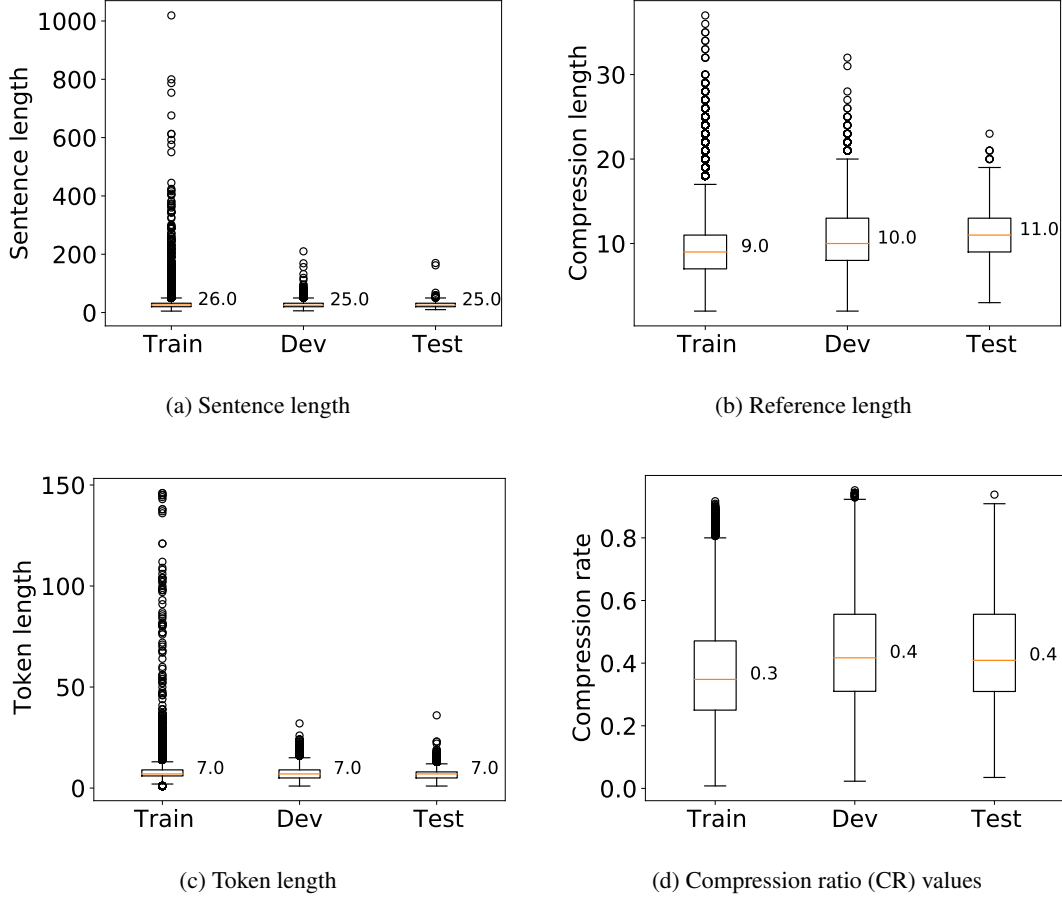 1000
800
600
400
200
0
Sentence length
26.0
25.0
25.0
Train Dev Test
(a) Sentence length
30
20
10
Compression length
9.0
10.0
11.0
Train Dev Test
(b) Reference length
150
100
50
0
Token length
7.0
7.0
7.0
Train Dev Test
(c) Token length
0.8
0.6
0.4
0.2
0.0
Compression rate
0.3
0.4
0.4
Train Dev Test
(d) Compression ratio (CR) values